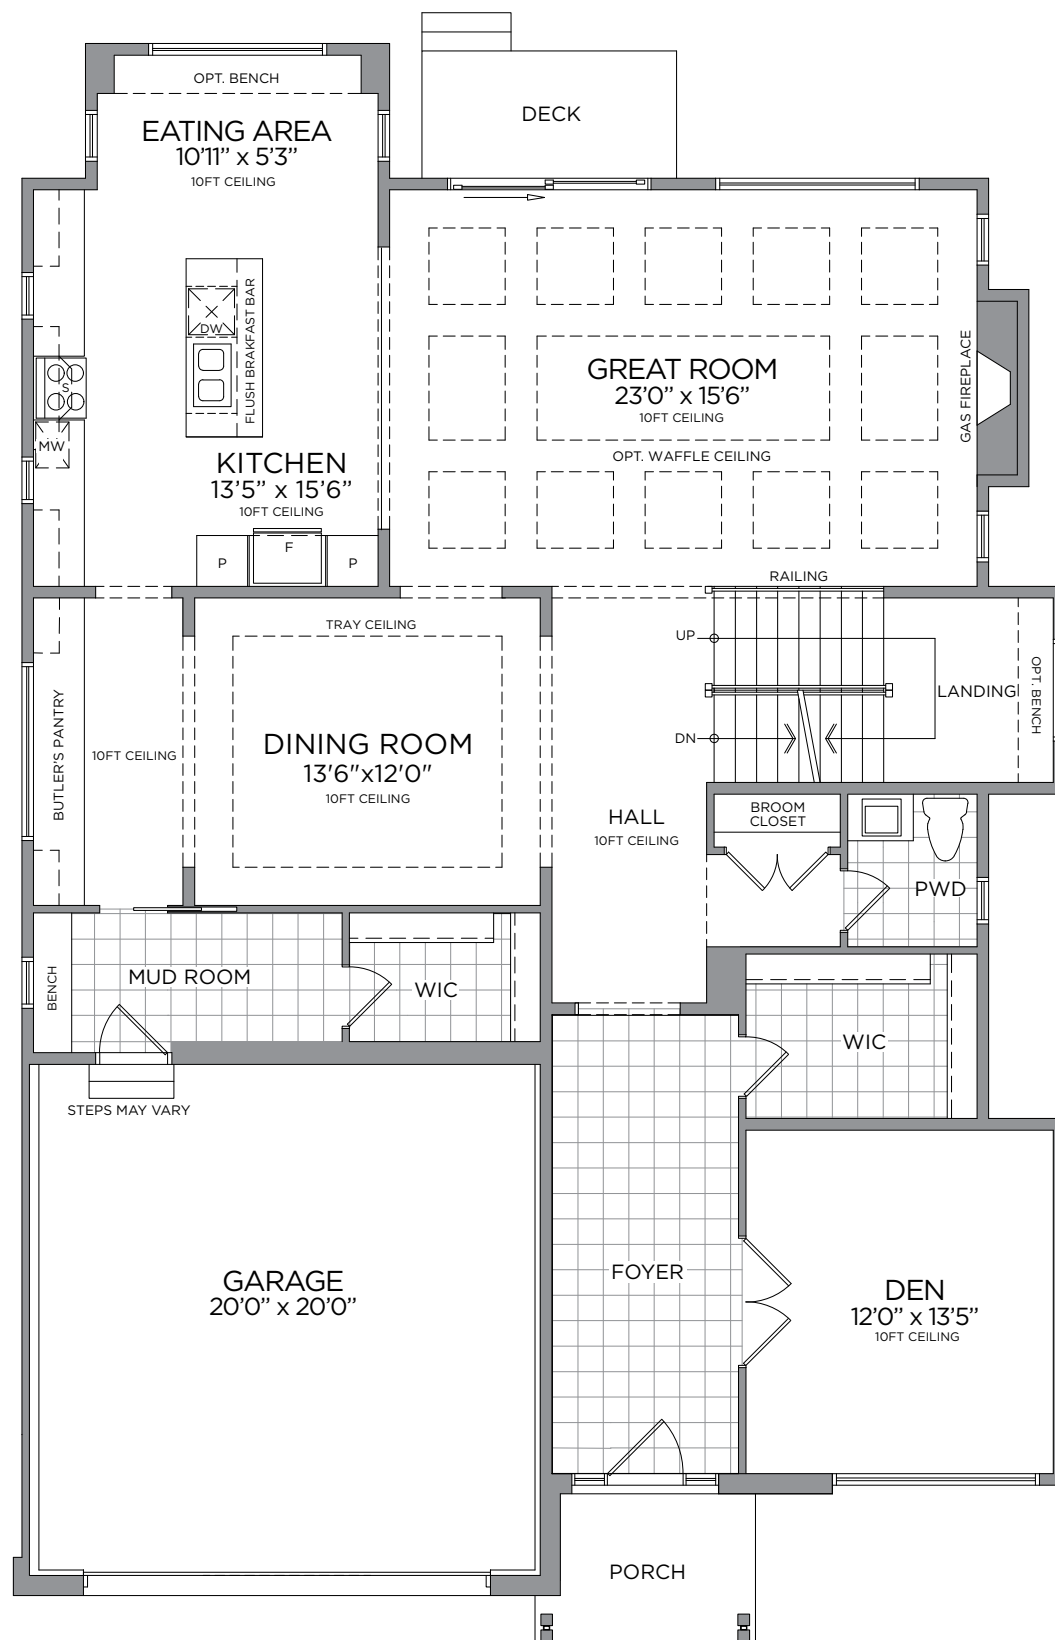 OPT. BENCH
DECK
EATING AREA
10'11" x 5'3"
10FT CEILING
DW
FLUSH BREAKFAST BAR
S
MW
KITCHEN
13'5" x 15'6"
10FT CEILING
P
F
P
GREAT ROOM
23'0" x 15'6"
10FT CEILING
OPT. WAFFLE CEILING
GAS FIREPLACE
RAILING
TRAY CEILING
UP
LANDING
OPT. BENCH
DN
BUTLER'S PANTRY
10FT CEILING
DINING ROOM
13'6"x12'0"
10FT CEILING
HALL
10FT CEILING
BROOM
CLOSET
PWD
BENCH
MUD ROOM
WIC
WIC
STEPS MAY VARY
GARAGE
20'0" x 20'0"
FOYER
DEN
12'0" x 13'5"
10FT CEILING
PORCH